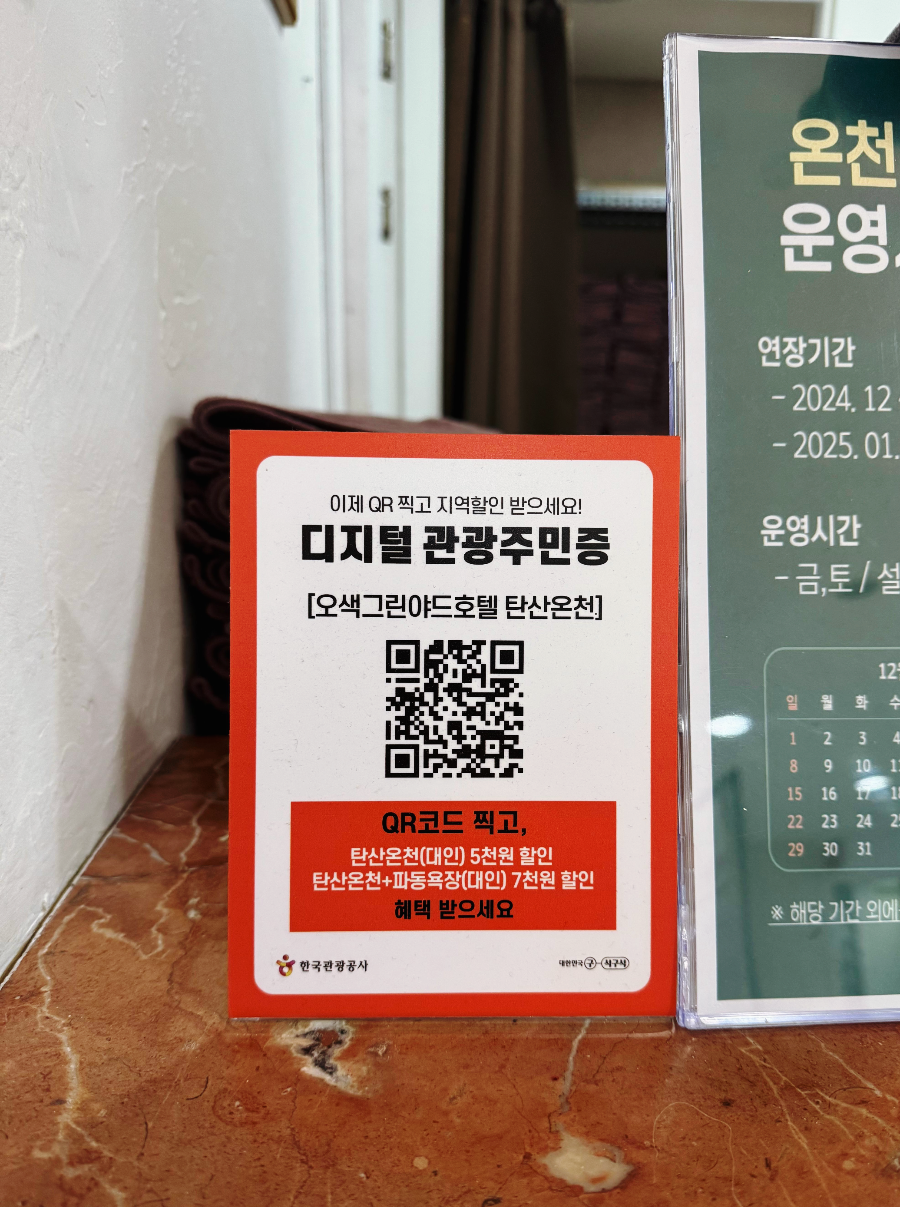 이제 QR 찍고 지역할인 받으세요!
디지털 관광주민증
[오색그린야드호텔 탄산온천]
QR코드 찍고,
탄산온천(대인) 5천원 할인
탄산온천+파동욕장(대인) 7천원 할인
혜택 받으세요
한국관광공사
대한민국 구석구석
온천
운영
연장기간
- 2024. 12
- 2025. 01.
운영시간
- 금,토 / 설
12
일 월 화 수
1 2 3 4
8 9 10
15 16 17
22 23 24
29 30 31
※ 해당 기간 외에